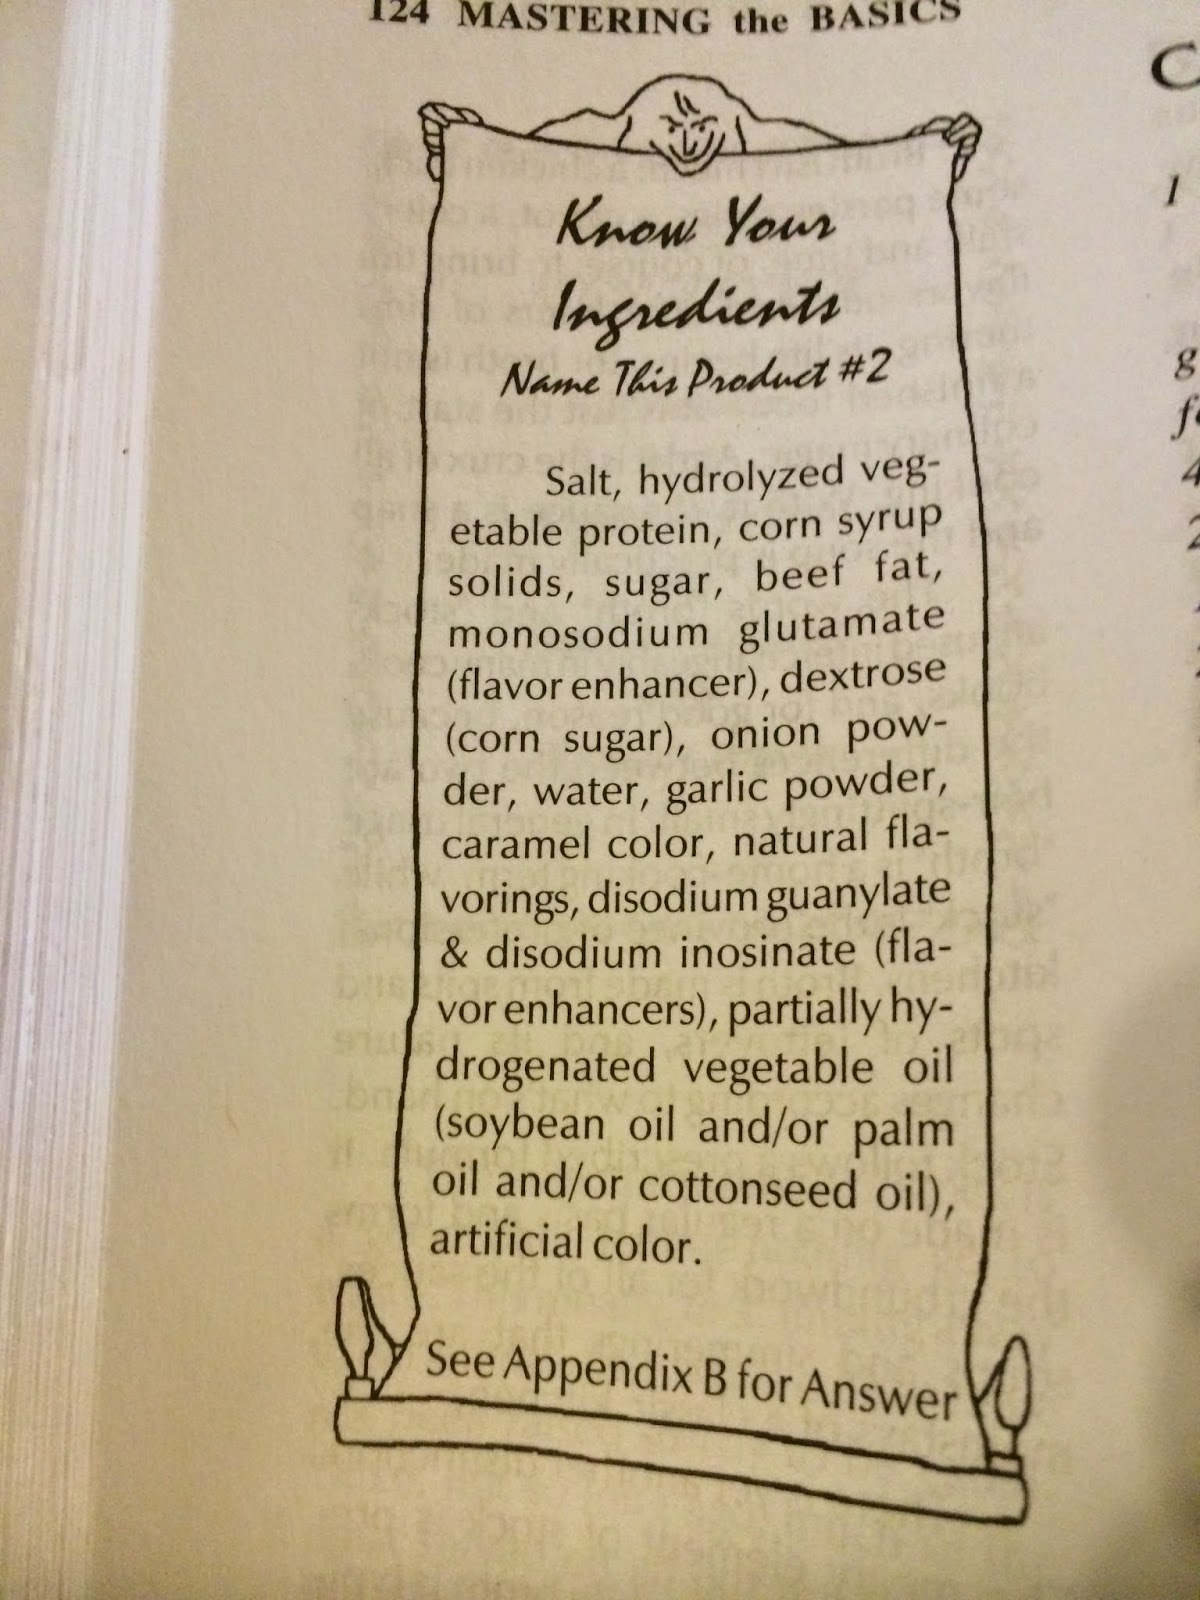 124 MASTERING the BASICS
Know Your
Ingredients
Name This Product #2
Salt, hydrolyzed veg-
etable protein, corn syrup
solids, sugar, beef fat,
monosodium glutamate
(flavor enhancer), dextrose
(corn sugar), onion pow-
der, water, garlic powder,
caramel color, natural fla-
vorings, disodium guanylate
& disodium inosinate (fla-
vor enhancers), partially hy-
drogenated vegetable oil
(soybean oil and/or palm
oil and/or cottonseed oil),
artificial color.
See Appendix B for Answer